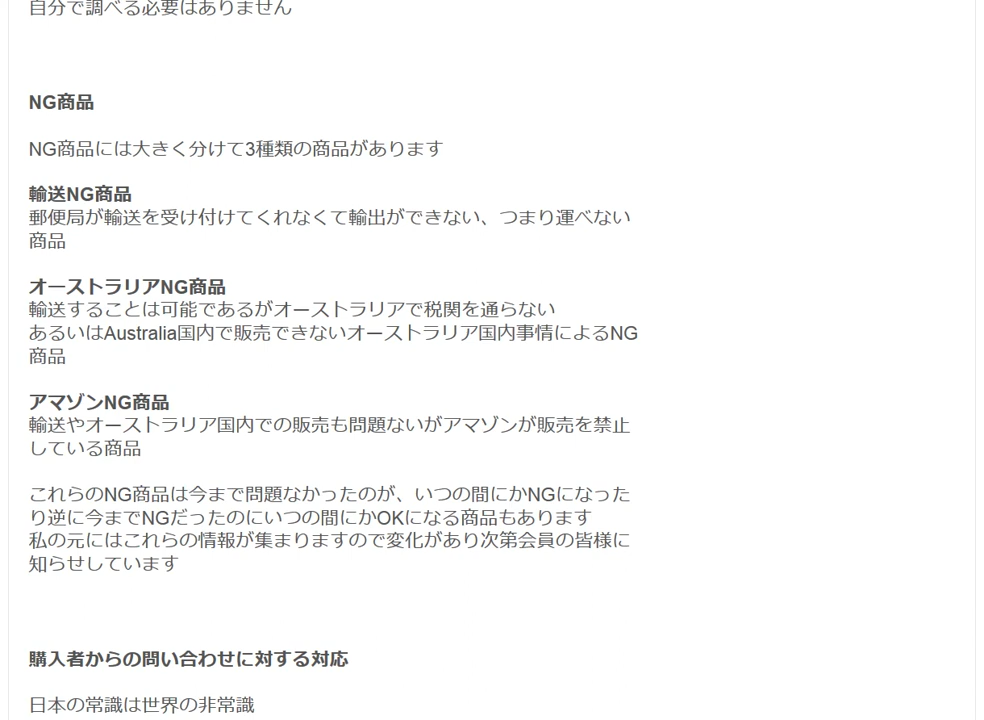 自分で調べる必要はありません
NG商品
NG商品には大きく分けて3種類の商品があります
輸送NG商品
郵便局が輸送を受け付けてくれなくて輸出ができない、つまり運べない
商品
オーストラリアNG商品
輸送することは可能であるがオーストラリアで税関を通らない
あるいはAustralia国内で販売できないオーストラリア国内事情によるNG
商品
アマゾンNG商品
輸送やオーストラリア国内での販売も問題ないがアマゾンが販売を禁止
している商品
これらのNG商品は今まで問題なかったのが、いつの間にかNGになった
り逆に今までNGだったのにいつの間にかOKになる商品もあります
私の元にはこれらの情報が集まりますので変化があり次第会員の皆様に
知らせしています
購入者からの問い合わせに対する対応
日本の常識は世界の非常識